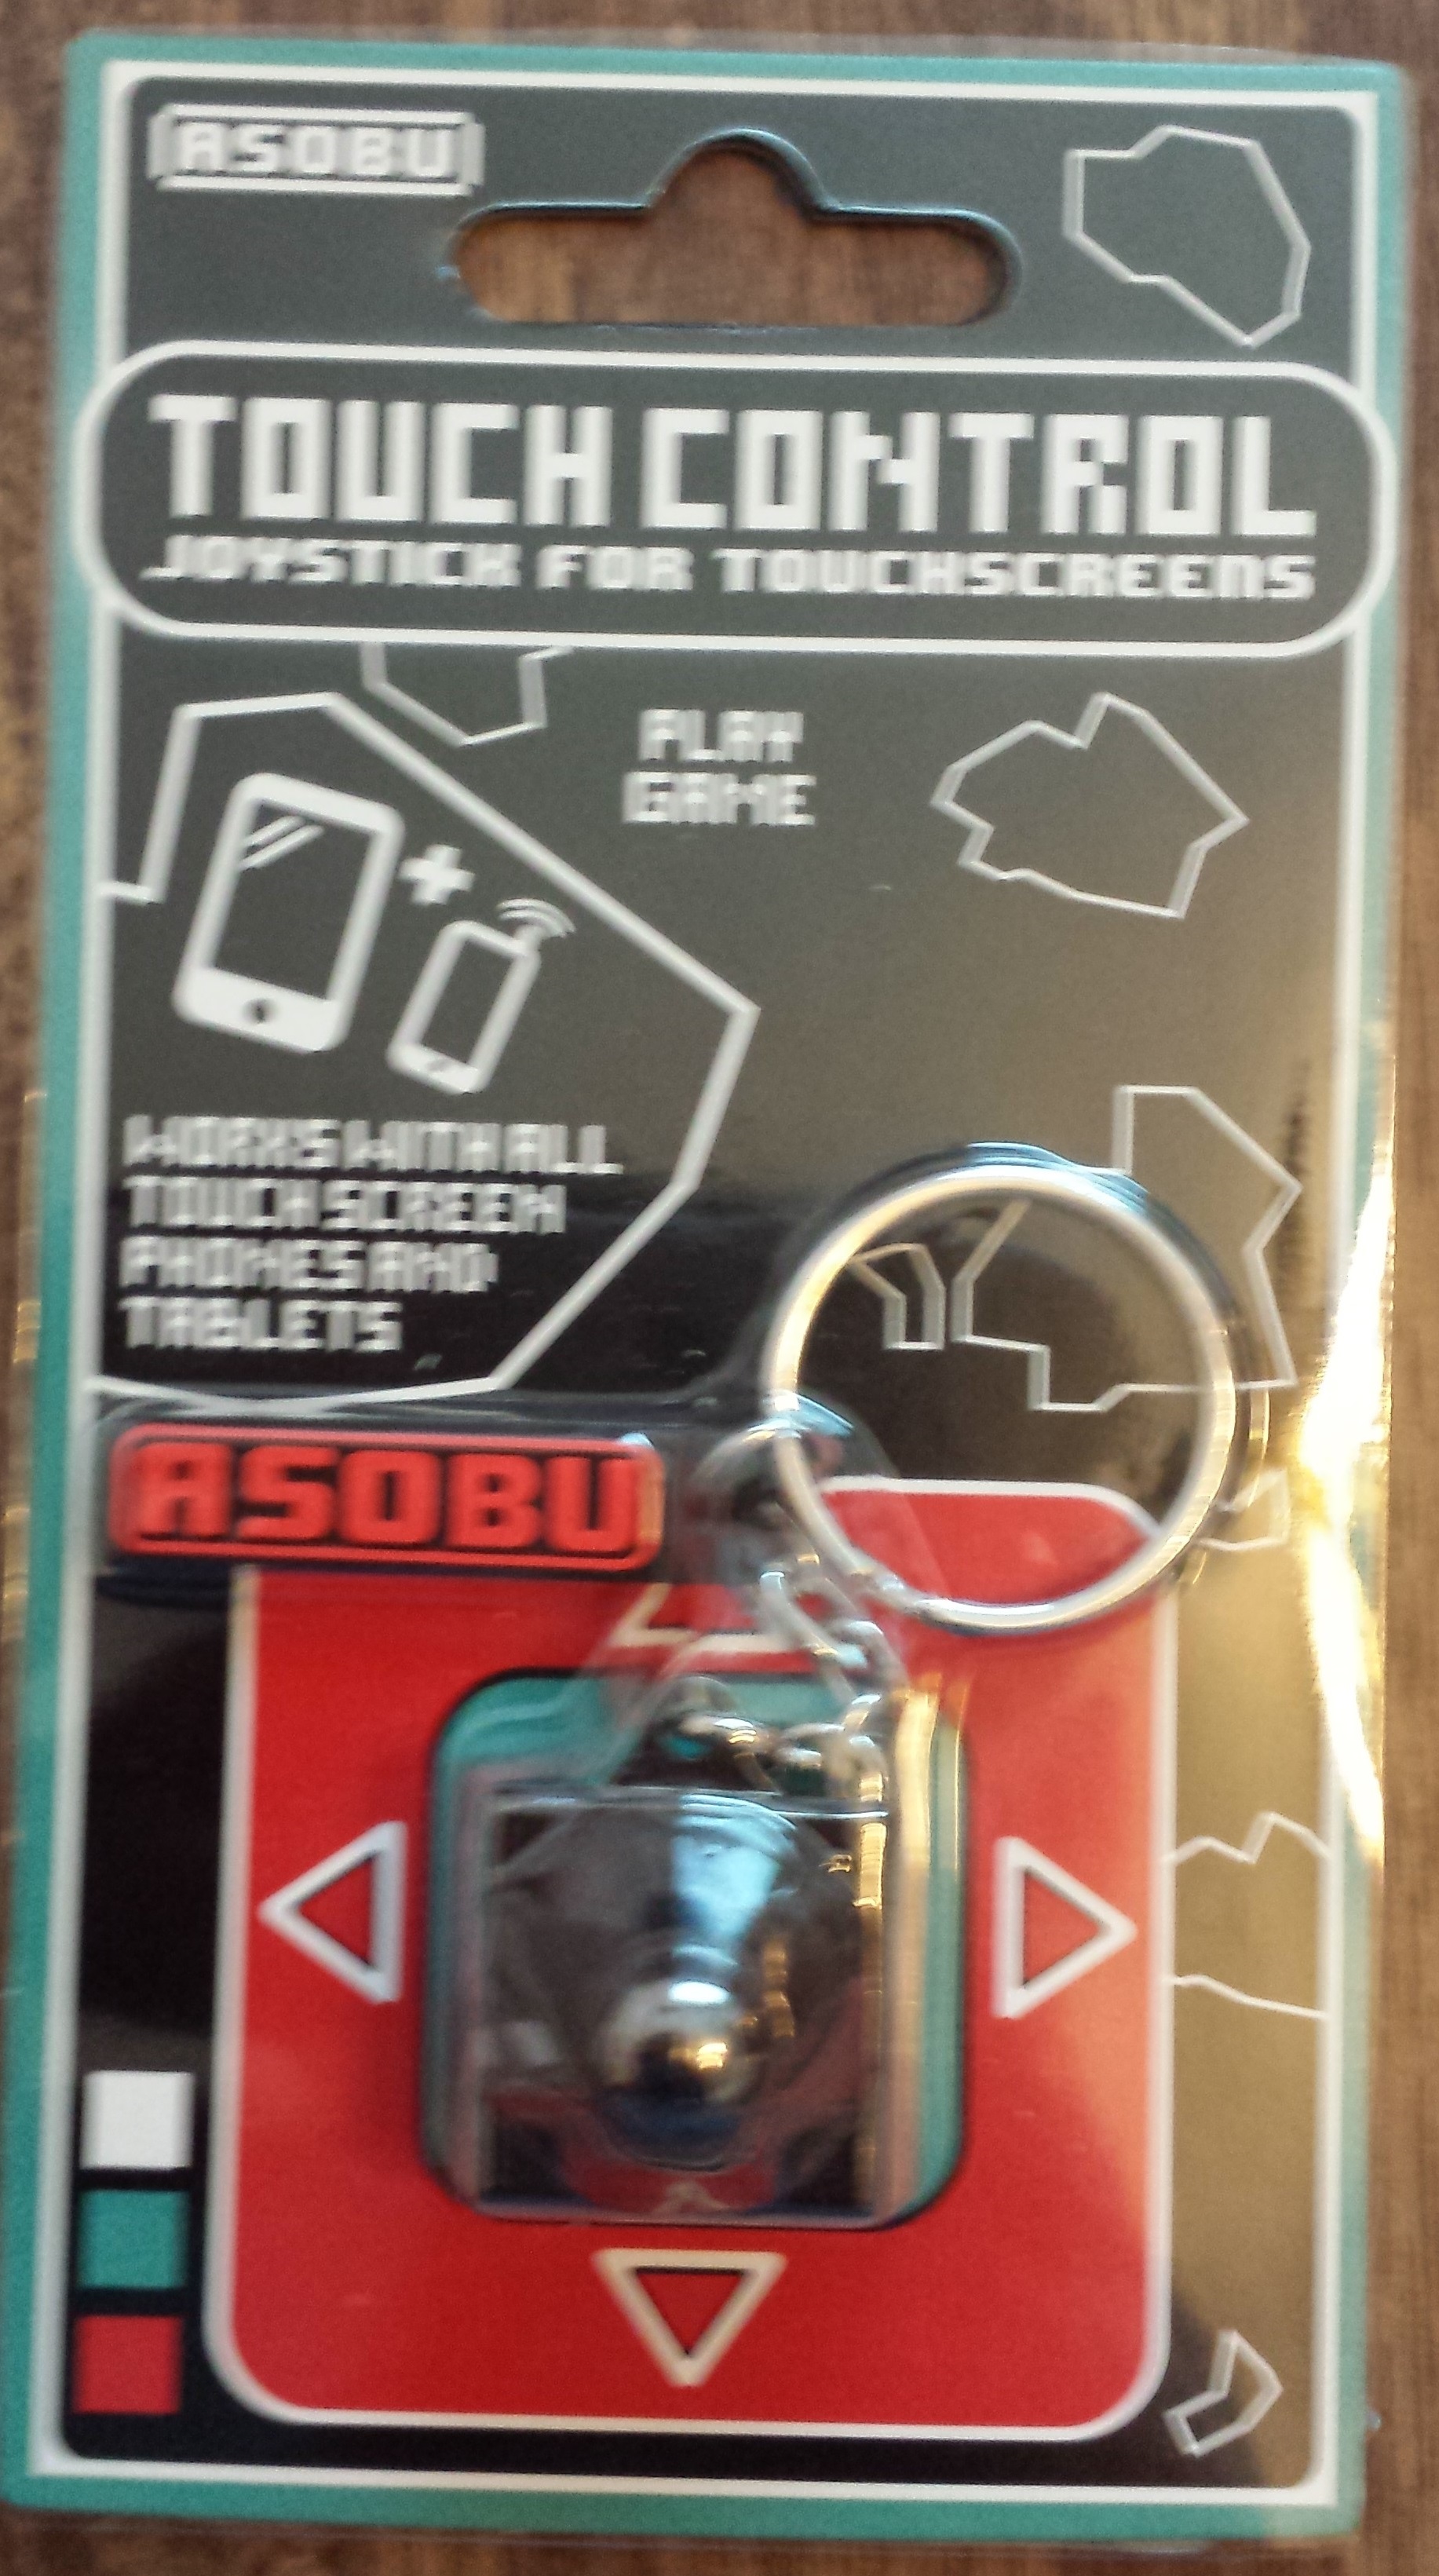 ASOBU
TOUCH CONTROL
JOYSTICK FOR TOUCHSCREENS
PLAY
GAME
WORKS WITH ALL
TOUCH SCREEN
PHONES AND
TABLETS
ASOBU